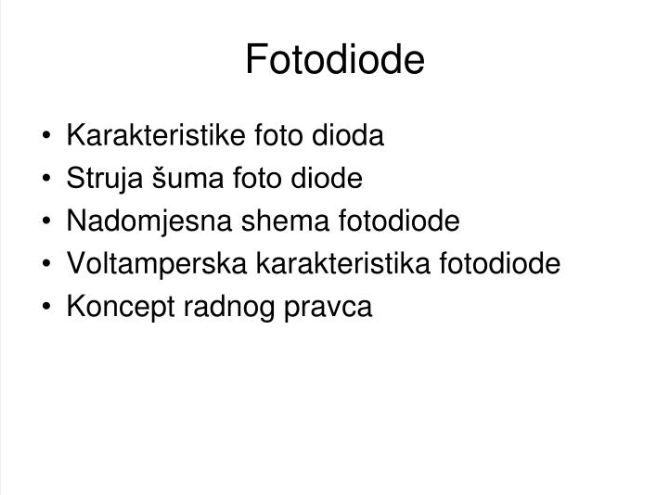 Fotodiode
• Karakteristike foto dioda
• Struja šuma foto diode
• Nadomjesna shema fotodiode
• Voltamperska karakteristika fotodiode
• Koncept radnog pravca